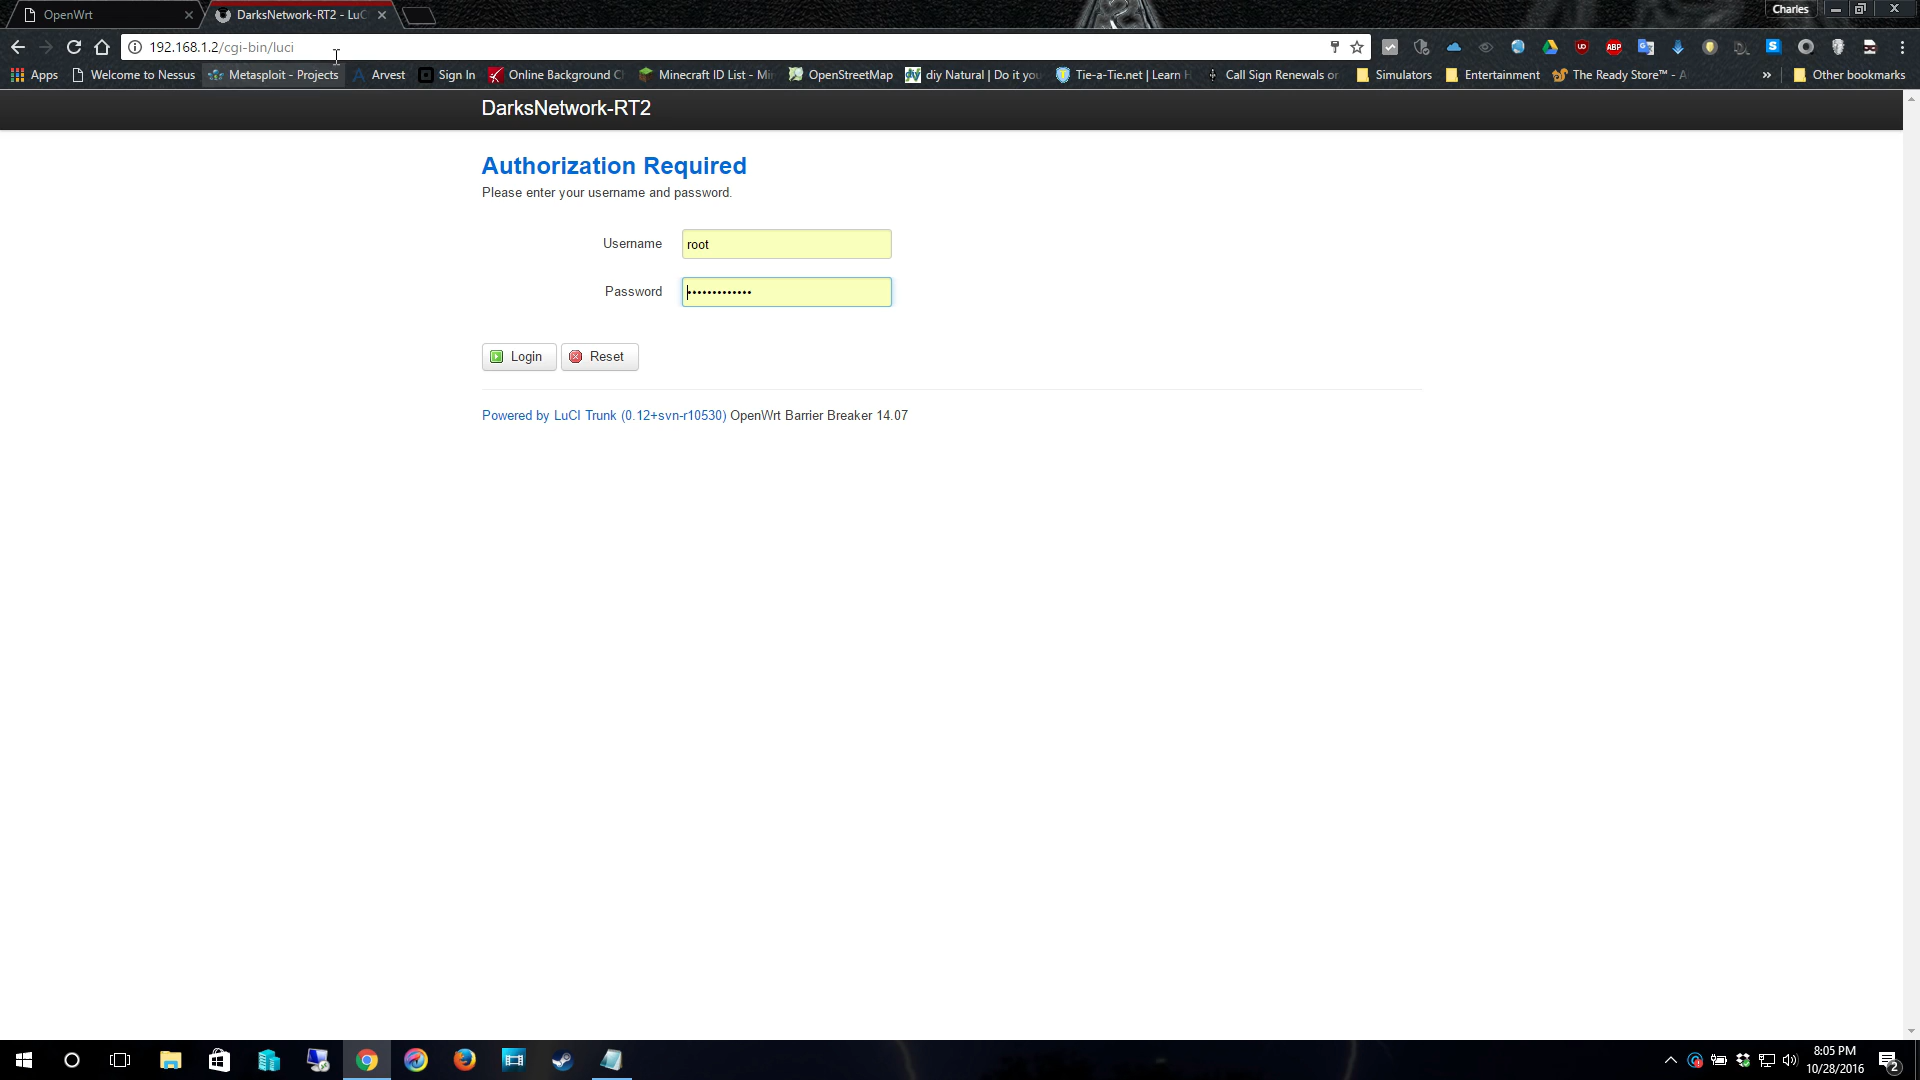 OpenWrt
DarksNetwork-RT2 - LuC
Charles
192.168.1.2/cgi-bin/luci
Apps
Welcome to Nessus
Metasploit - Projects
Arvest
Sign In
Online Background C
Minecraft ID List - Mi
OpenStreetMap
diy Natural | Do it you
Tie-a-Tie.net | Learn H
Call Sign Renewals or
Simulators
Entertainment
The Ready Store™ - A
»
Other bookmarks
DarksNetwork-RT2
Authorization Required
Please enter your username and password.
Username
root
Password
•••••••••••••
Login
Reset
Powered by LuCI Trunk (0.12+svn-r10530) OpenWrt Barrier Breaker 14.07
8:05 PM
10/28/2016
2